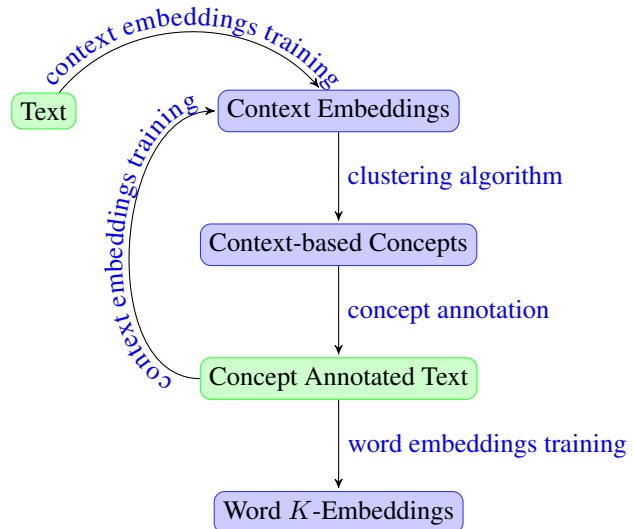 context embeddings training
Text
Context Embeddings
context embeddings training
clustering algorithm
Context-based Concepts
concept annotation
Concept Annotated Text
word embeddings training
Word K-Embeddings